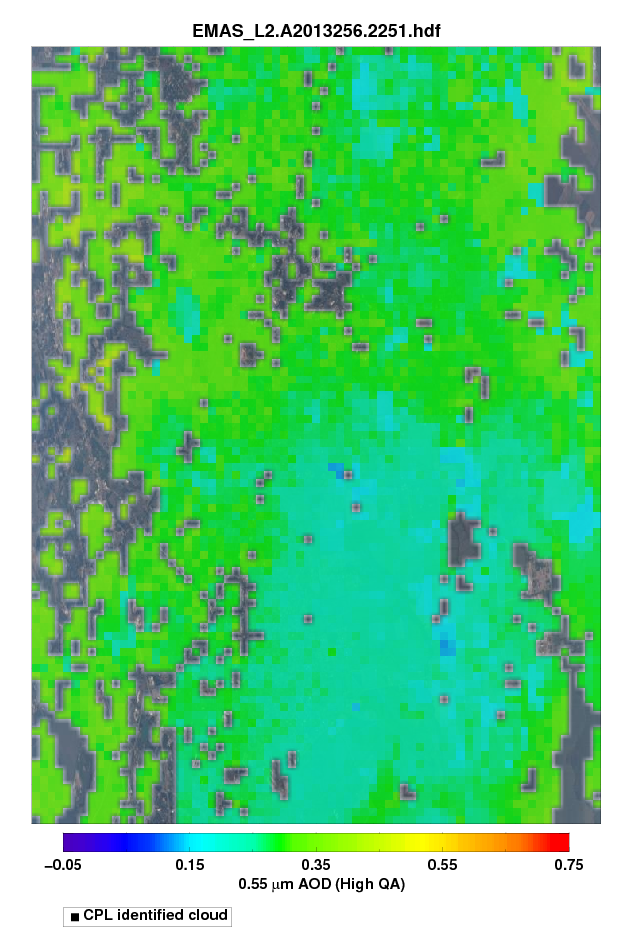 EMAS_L2.A2013256.2251.hdf
−0.05 0.15 0.35 0.55 0.75
0.55 μm AOD (High QA)
CPL identified cloud